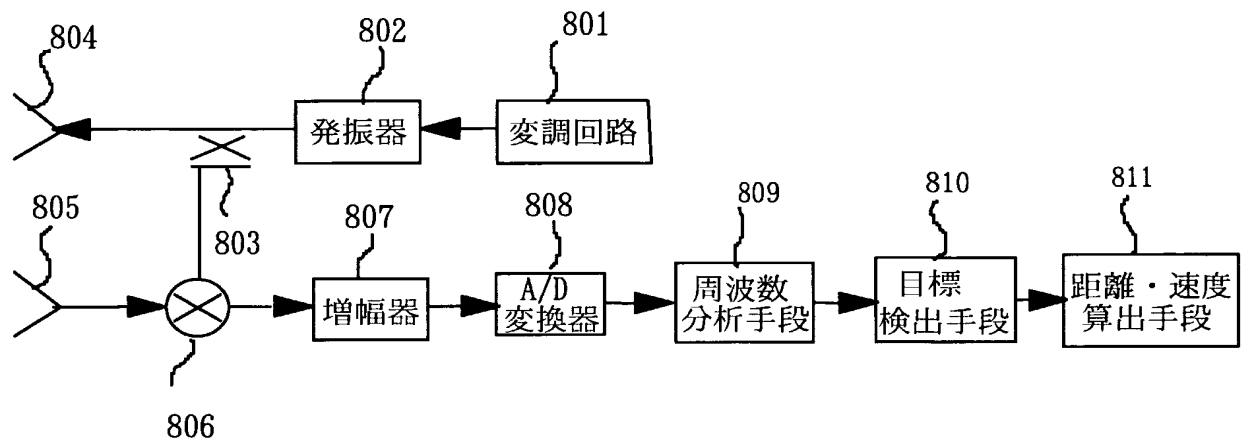 804
802
801
発振器
変調回路
805
803
807
808
809
810
811
増幅器
A/D
変換器
周波数
分析手段
目標
検出手段
距離・速度
算出手段
806